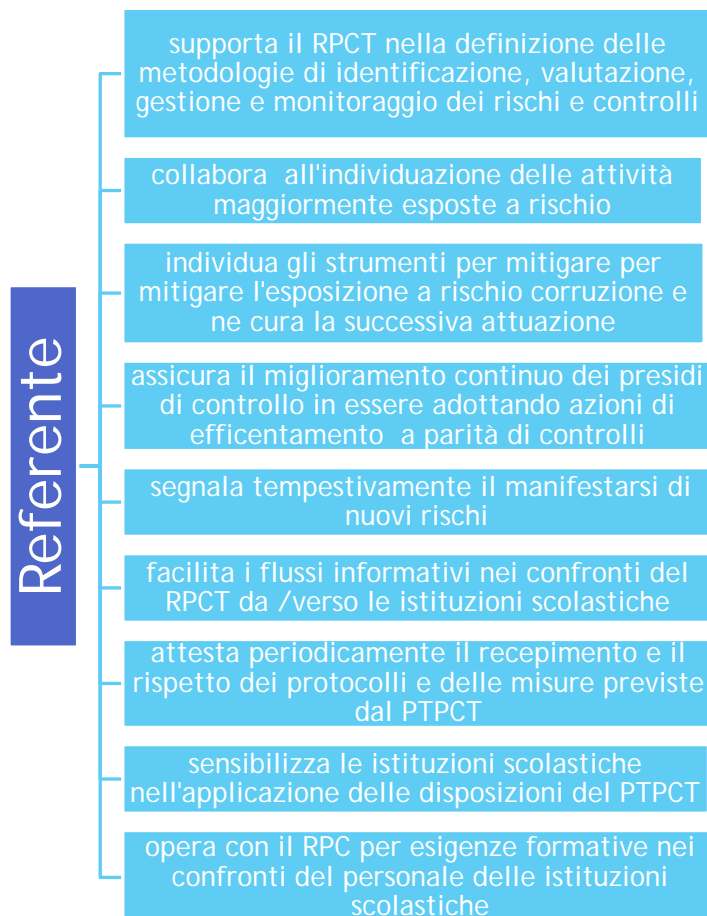 Referente
supporta il RPCT nella definizione delle
metodologie di identificazione, valutazione,
gestione e monitoraggio dei rischi e controlli
collabora all'individuazione delle attività
maggiormente esposte a rischio
individua gli strumenti per mitigare per
mitigare l'esposizione a rischio corruzione e
ne cura la successiva attuazione
assicura il miglioramento continuo dei presidi
di controllo in essere adottando azioni di
efficentamento a parità di controlli
segnala tempestivamente il manifestarsi di
nuovi rischi
facilita i flussi informativi nei confronti del
RPCT da /verso le istituzioni scolastiche
attesta periodicamente il recepimento e il
rispetto dei protocolli e delle misure previste
dal PTPCT
sensibilizza le istituzioni scolastiche
nell'applicazione delle disposizioni del PTPCT
opera con il RPC per esigenze formative nei
confronti del personale delle istituzioni
scolastiche